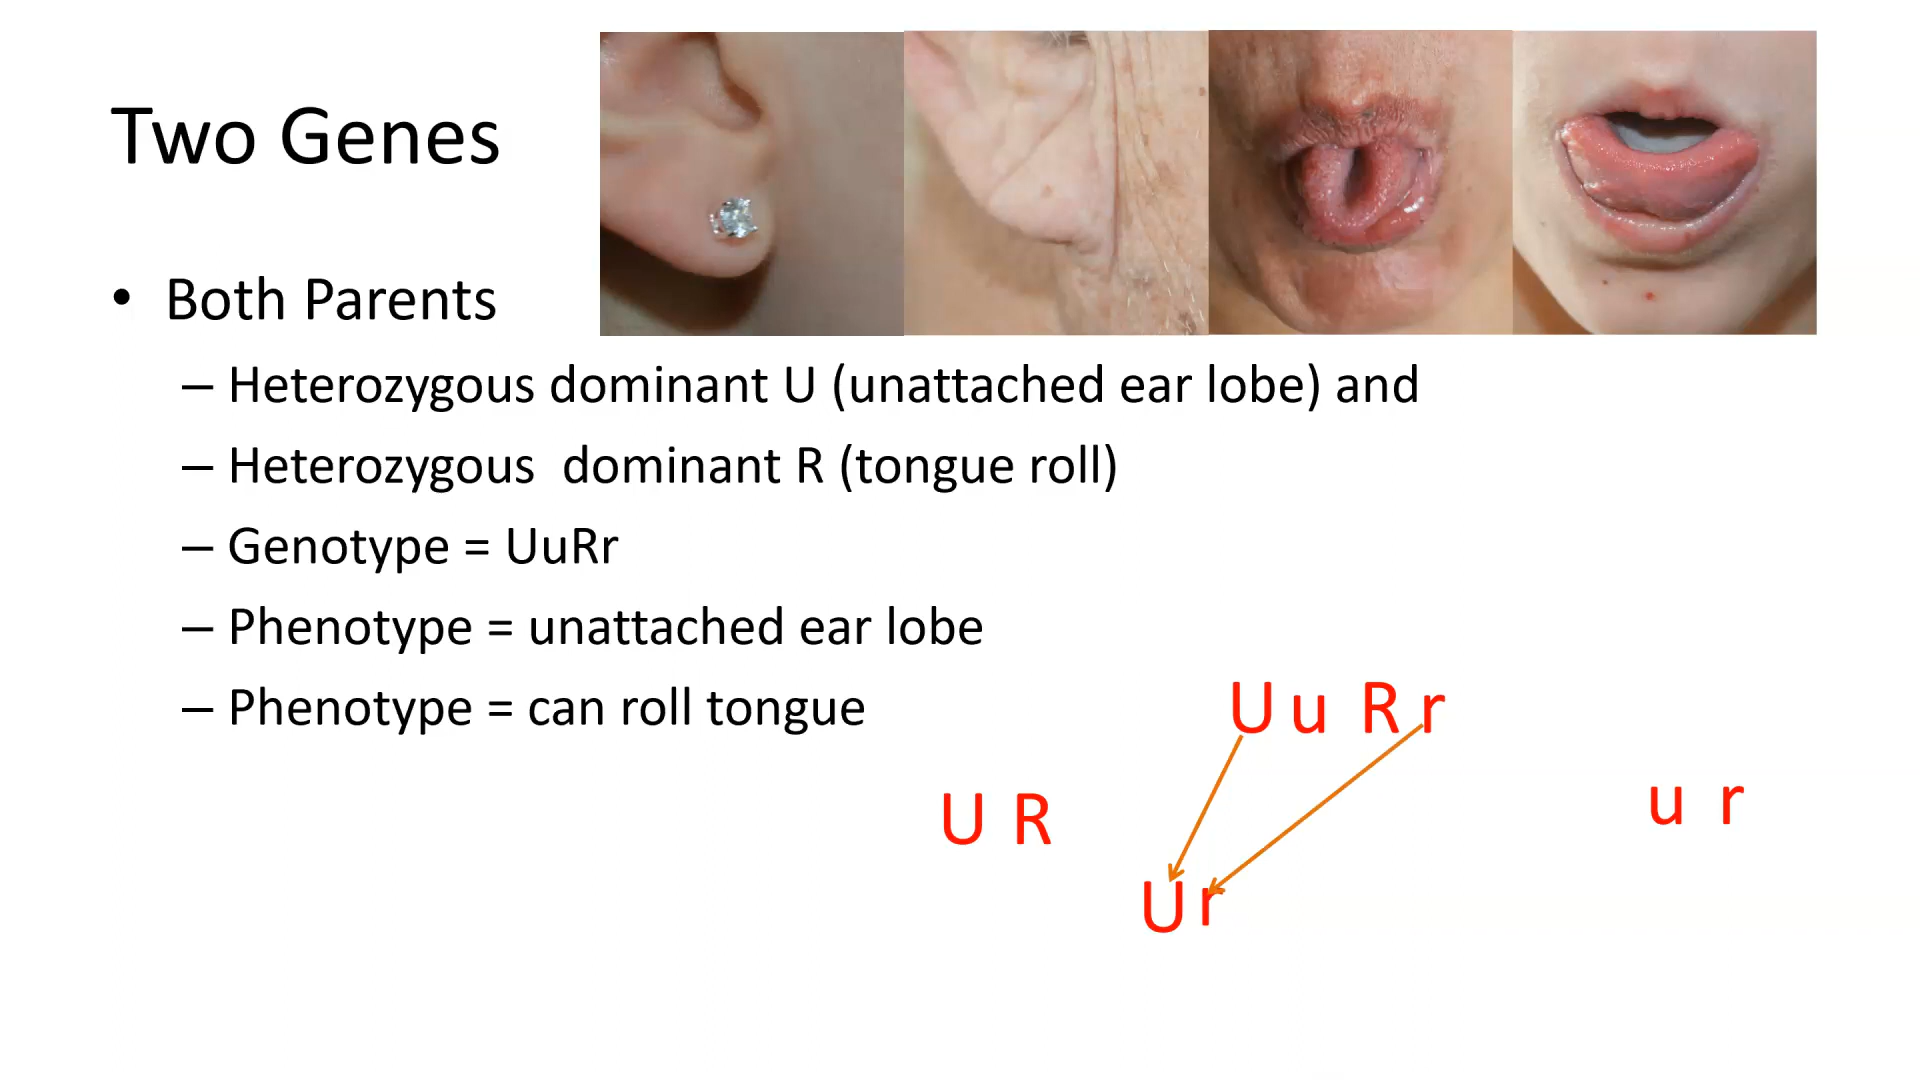 Two Genes
• Both Parents
– Heterozygous dominant U (unattached ear lobe) and
– Heterozygous  dominant R (tongue roll)
– Genotype = UuRr
– Phenotype = unattached ear lobe
– Phenotype = can roll tongue
U u R r
U R
u r
U r